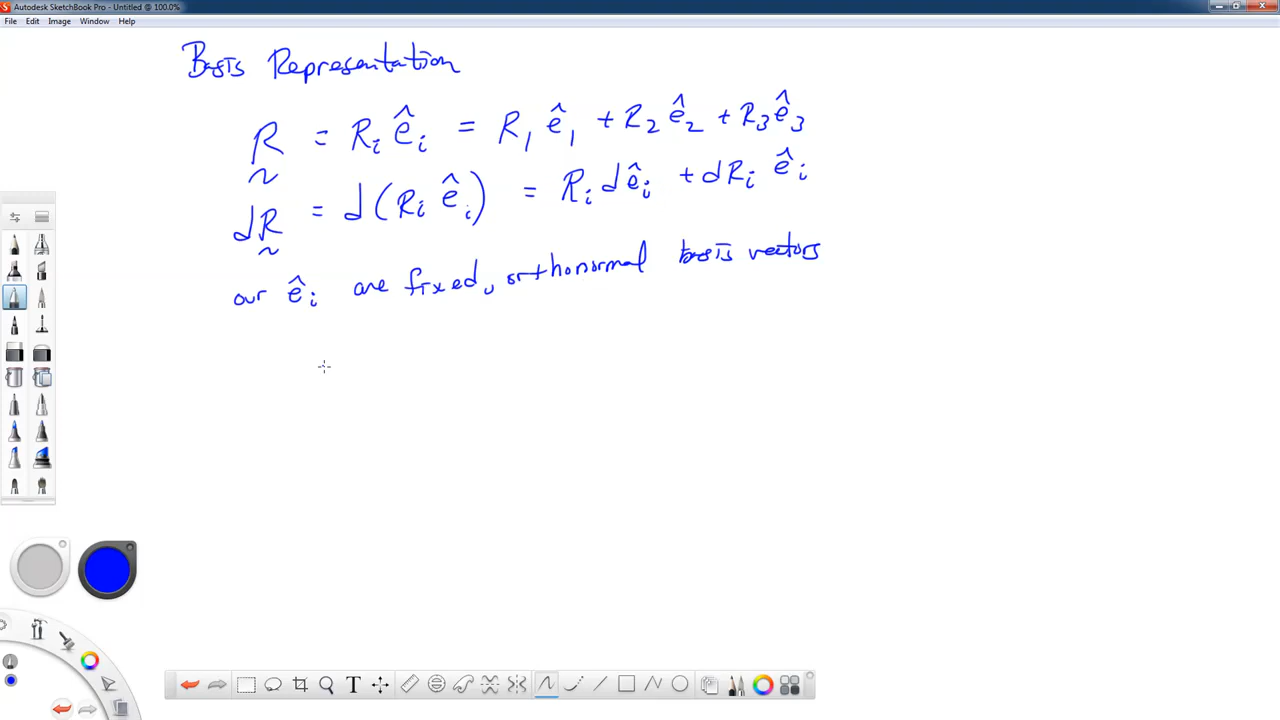 Autodesk SketchBook Pro - Untitled @ 100.0%
File Edit Image Window Help
Basis Representation
R̰ = Rᵢ êᵢ = R₁ ê₁ + R₂ ê₂ + R₃ ê₃
dR̰ = d(Rᵢ êᵢ) = Rᵢ dêᵢ + dRᵢ êᵢ
our êᵢ are fixed, orthonormal basis vectors
T